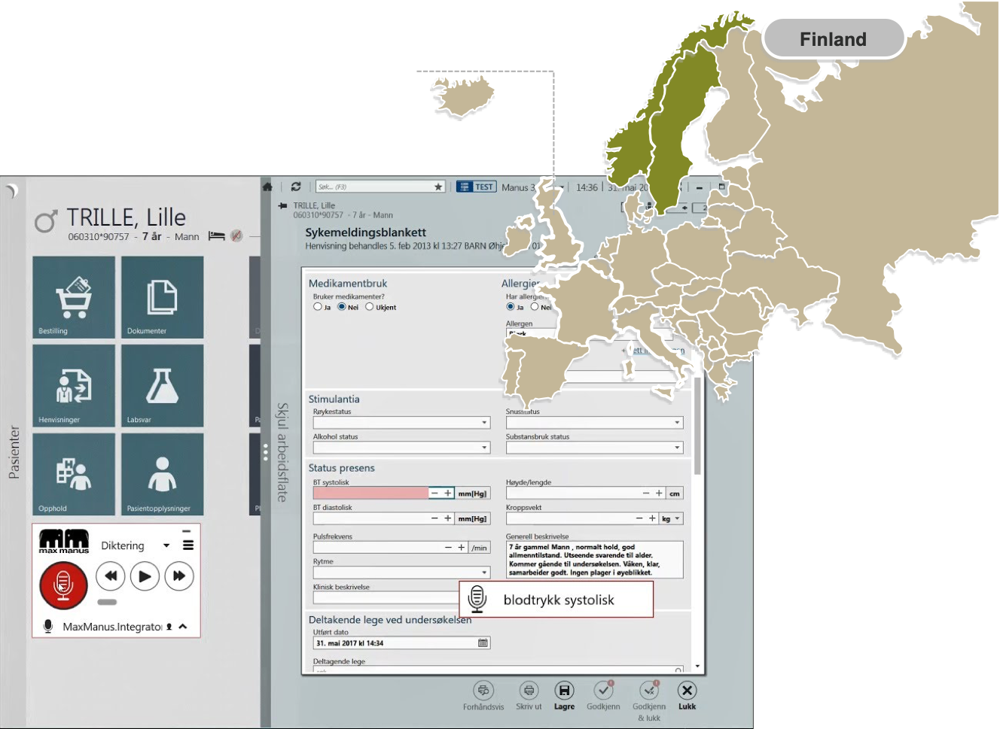 Finland
Søk... (F3)
TEST
Manus 3
14:36
31. mai 20
TRILLE, Lille
060310*90757 - 7 år - Mann
TRILLE, Lille
060310*90757 - 7 år - Mann
Sykemeldingsblankett
Henvisning behandles 5. feb 2013 kl 13:27 BARN Øhj
01
Pasienter
Bestilling
Dokumenter
Henvisninger
Labsvar
Opphold
Pasientopplysninger
Skjul arbeidsflate
Medikamentbruk
Allergier
Bruker medikamenter?
Har allergier
Ja
Nei
Ukjent
Ja
Nei
Allergen
Stimulantia
Røykestatus
Snusstatus
Alkohol status
Substansbruk status
Status presens
BT systolisk
Høyde/lengde
mm[Hg]
cm
BT diastolisk
Kroppsvekt
mm[Hg]
kg
Pulsfrekvens
Generell beskrivelse
/min
7 år gammel Mann , normalt hold, god
allmenntilstand. Utseende svarende til alder.
Kommer gående til undersøkelsen. Våken, klar,
samarbeider godt. Ingen plager i øyeblikket.
Rytme
Klinisk beskrivelse
blodtrykk systolisk
Deltakende lege ved undersøkelsen
Utført dato
31. mai 2017 kl 14:34
Deltagende lege
max manus
Diktering
MaxManus.Integrato
Forhåndsvis
Skriv ut
Lagre
Godkjenn
Godkjenn
& lukk
Lukk